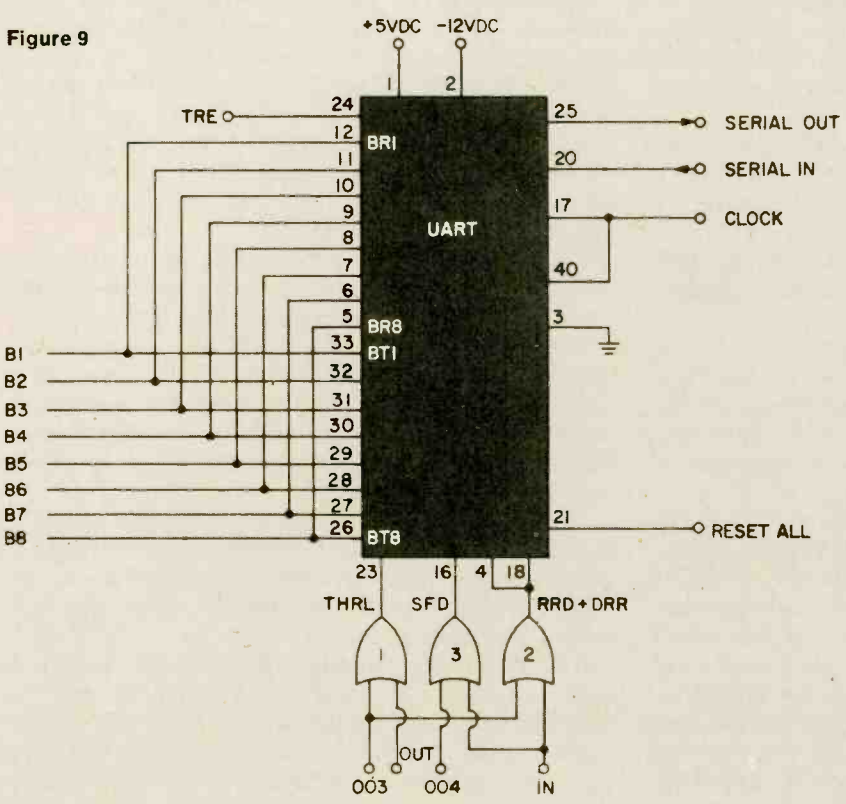 Figure 9
+5VDC -12VDC
1 2
TRE 24
12 BR1
11
10
9
8
7
6
5 BR8
B1 33 BT1
B2 32
B3 31
B4 30
B5 29
B6 28
B7 27
B8 26 BT8
UART
25 SERIAL OUT
20 SERIAL IN
17 CLOCK
40
3
21 RESET ALL
23 16 4 18
THRL SFD RRD + DRR
1 3 2
OUT
003 004 IN